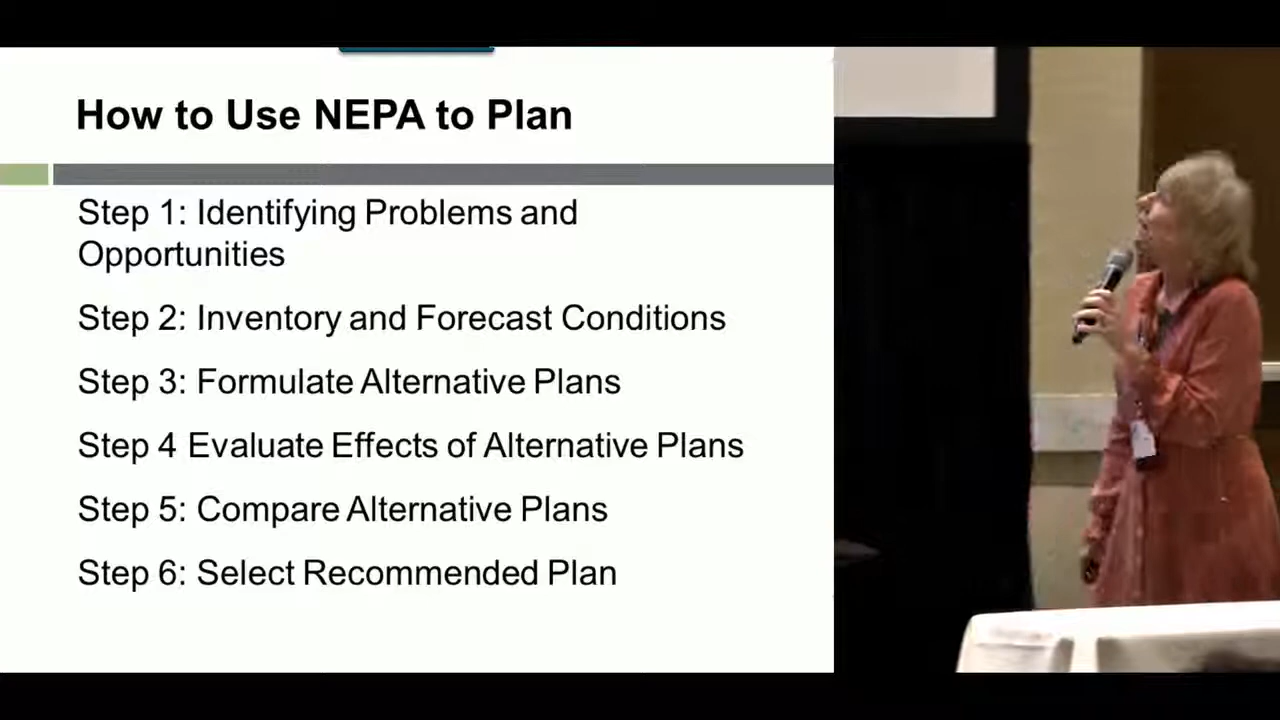 How to Use NEPA to Plan
Step 1: Identifying Problems and
Opportunities
Step 2: Inventory and Forecast Conditions
Step 3: Formulate Alternative Plans
Step 4 Evaluate Effects of Alternative Plans
Step 5: Compare Alternative Plans
Step 6: Select Recommended Plan